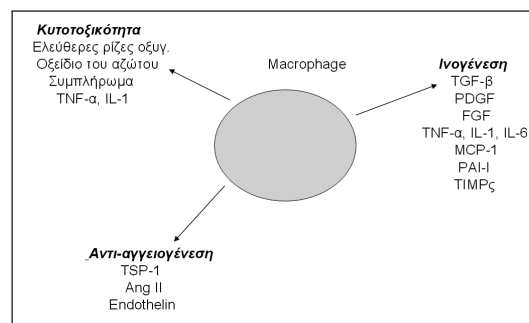 Κυτοτοξικότητα
Ελεύθερες ρίζες οξυγ.
Οξείδιο του αζώτου
Συμπλήρωμα
TNF-α, IL-1
Macrophage
Ινογένεση
TGF-β
PDGF
FGF
TNF-α, IL-1, IL-6
MCP-1
PAI-I
TIMPς
Αντι-αγγειογένεση
TSP-1
Ang II
Endothelin